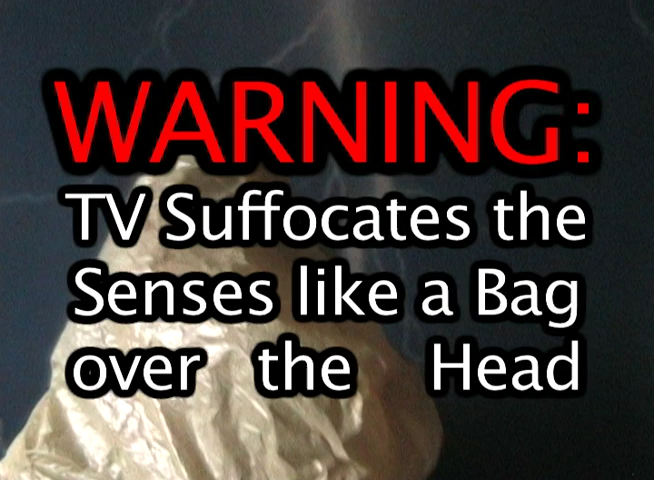 WARNING:
TV Suffocates the
Senses like a Bag
over the Head